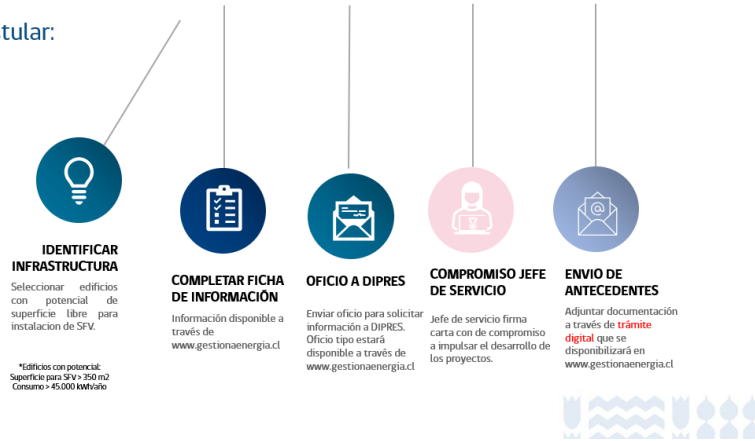 stular:
IDENTIFICAR
INFRASTRUCTURA
Seleccionar edificios
con potencial de
superficie libre para
instalacion de SFV.
*Edificios con potencial:
Superficie para SFV > 350 m2
Consumo > 45.000 kWh/año
COMPLETAR FICHA
DE INFORMACIÓN
Información disponible a
través de
www.gestionaenergia.cl
OFICIO A DIPRES
Enviar oficio para solicitar
información a DIPRES.
Oficio tipo estará
disponible a través de
www.gestionaenergia.cl
COMPROMISO JEFE
DE SERVICIO
Jefe de servicio firma
carta con de compromiso
a impulsar el desarrollo de
los proyectos.
ENVIO DE
ANTECEDENTES
Adjuntar documentación
a través de trámite
digital que se
disponibilizará en
www.gestionaenergia.cl